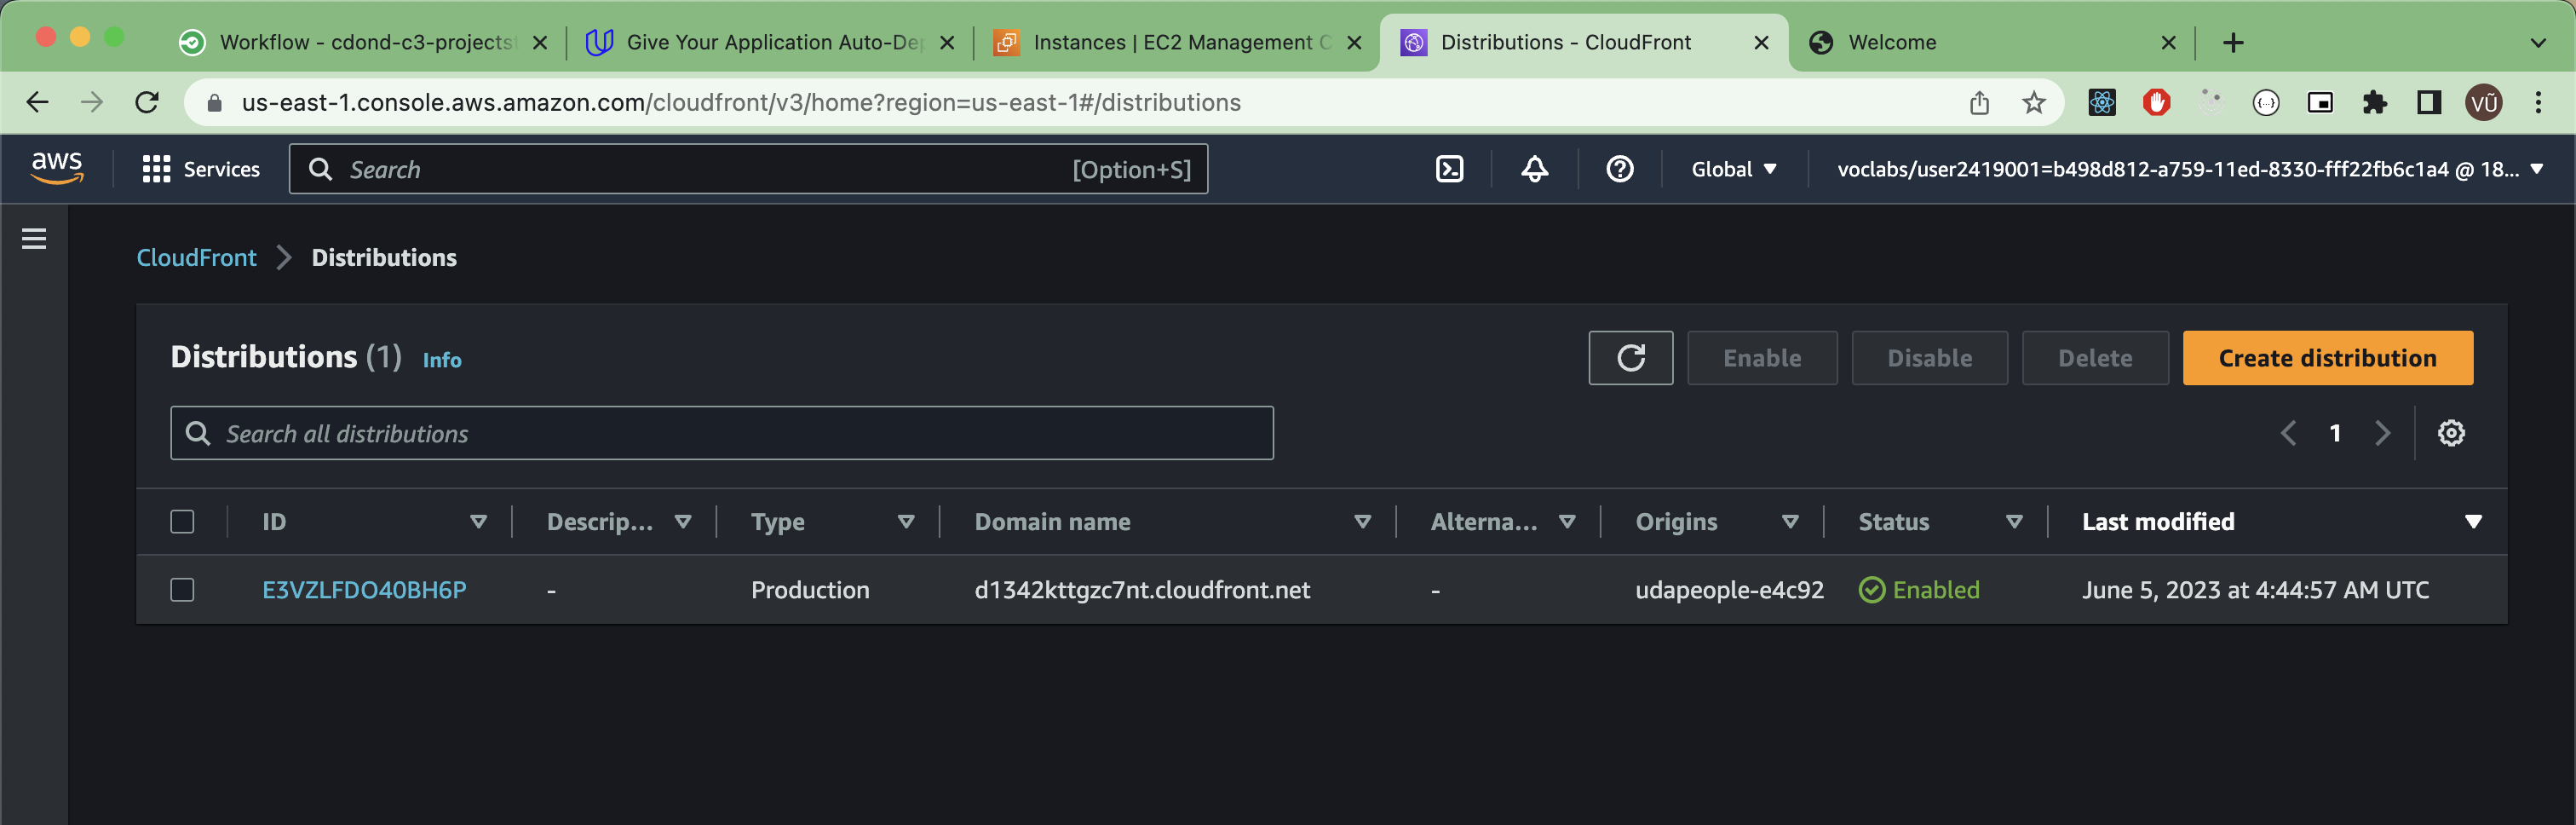 Workflow - cdond-c3-projectst
Give Your Application Auto-Dep
Instances | EC2 Management C
Distributions - CloudFront
Welcome
us-east-1.console.aws.amazon.com/cloudfront/v3/home?region=us-east-1#/distributions
VŨ
aws
Services
Search
[Option+S]
Global
voclabs/user2419001=b498d812-a759-11ed-8330-fff22fb6c1a4 @ 18...
CloudFront
Distributions
Distributions (1)
Info
Enable
Disable
Delete
Create distribution
Search all distributions
1
ID
Descrip...
Type
Domain name
Alterna...
Origins
Status
Last modified
E3VZLFDO40BH6P
-
Production
d1342kttgzc7nt.cloudfront.net
-
udapeople-e4c92
Enabled
June 5, 2023 at 4:44:57 AM UTC